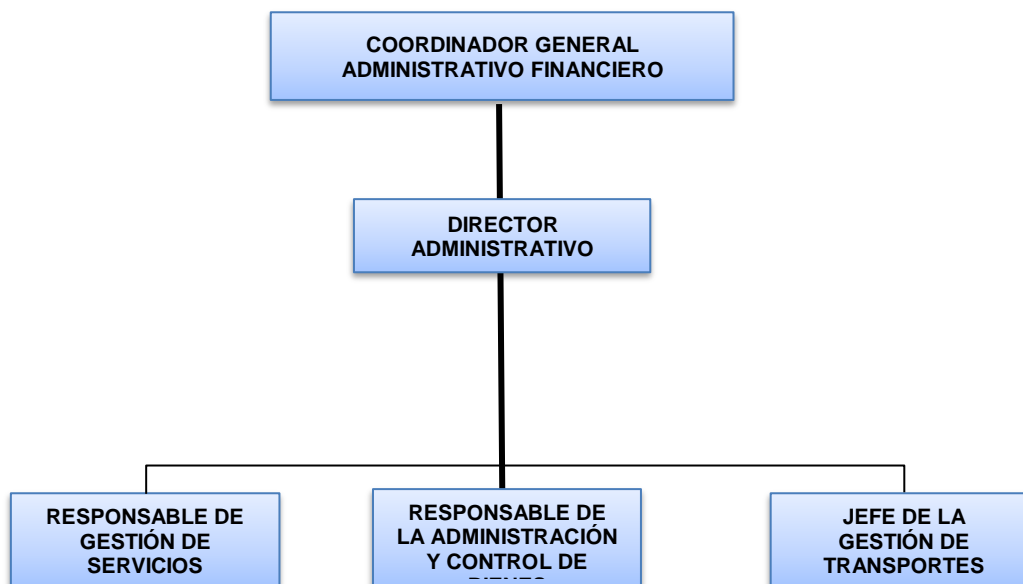 COORDINADOR GENERAL
ADMINISTRATIVO FINANCIERO
DIRECTOR
ADMINISTRATIVO
RESPONSABLE DE
GESTIÓN DE
SERVICIOS
RESPONSABLE DE
LA ADMINISTRACIÓN
Y CONTROL DE
JEFE DE LA
GESTIÓN DE
TRANSPORTES